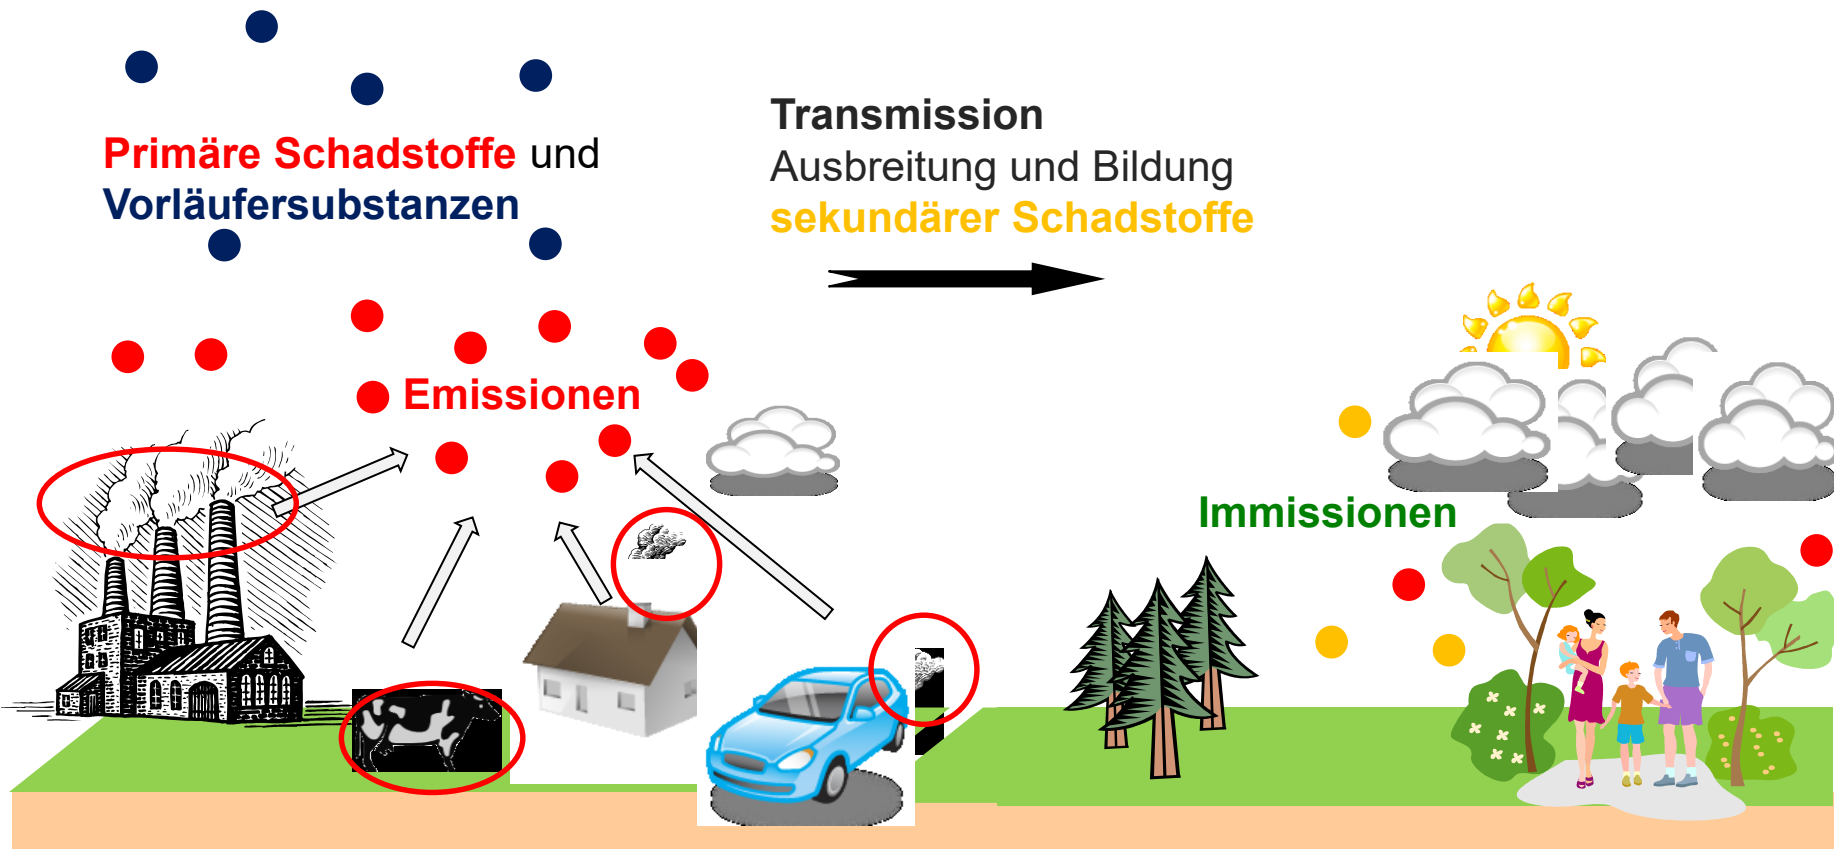 Primäre Schadstoffe und
Vorläufersubstanzen
Transmission
Ausbreitung und Bildung
sekundärer Schadstoffe
Emissionen
Immissionen